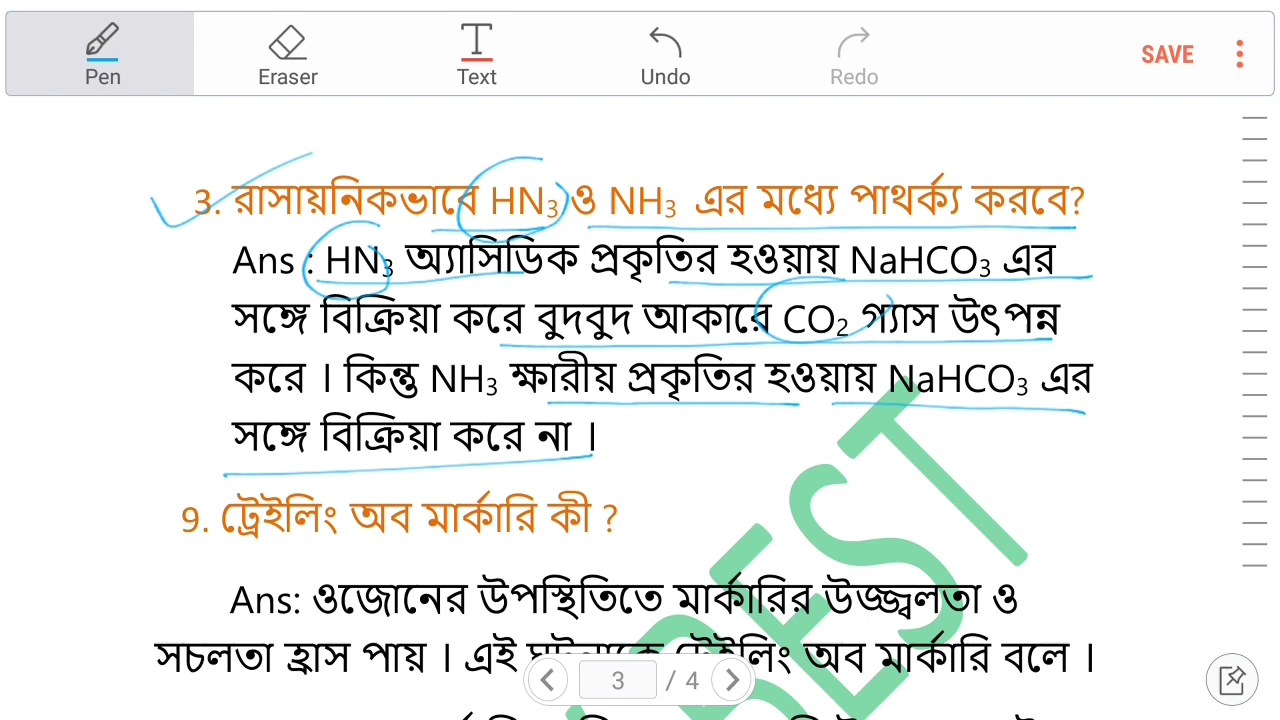 Pen Eraser Text Undo Redo SAVE
3. রাসায়নিকভাবে HN₃ ও NH₃ এর মধ্যে পাথর্ক্য করবে?
Ans : HN₃ অ্যাসিডিক প্রকৃতির হওয়ায় NaHCO₃ এর
সঙ্গে বিক্রিয়া করে বুদবুদ আকারে CO₂ গ্যাস উৎপন্ন
করে । কিন্তু NH₃ ক্ষারীয় প্রকৃতির হওয়ায় NaHCO₃ এর
সঙ্গে বিক্রিয়া করে না ।
9. ট্রেইলিং অব মার্কারি কী ?
Ans: ওজোনের উপস্থিতিতে মার্কারির উজ্জ্বলতা ও
সচলতা হ্রাস পায় । এই ঘটনাকে ট্রেইলিং অব মার্কারি বলে ।
3 / 4
BEST